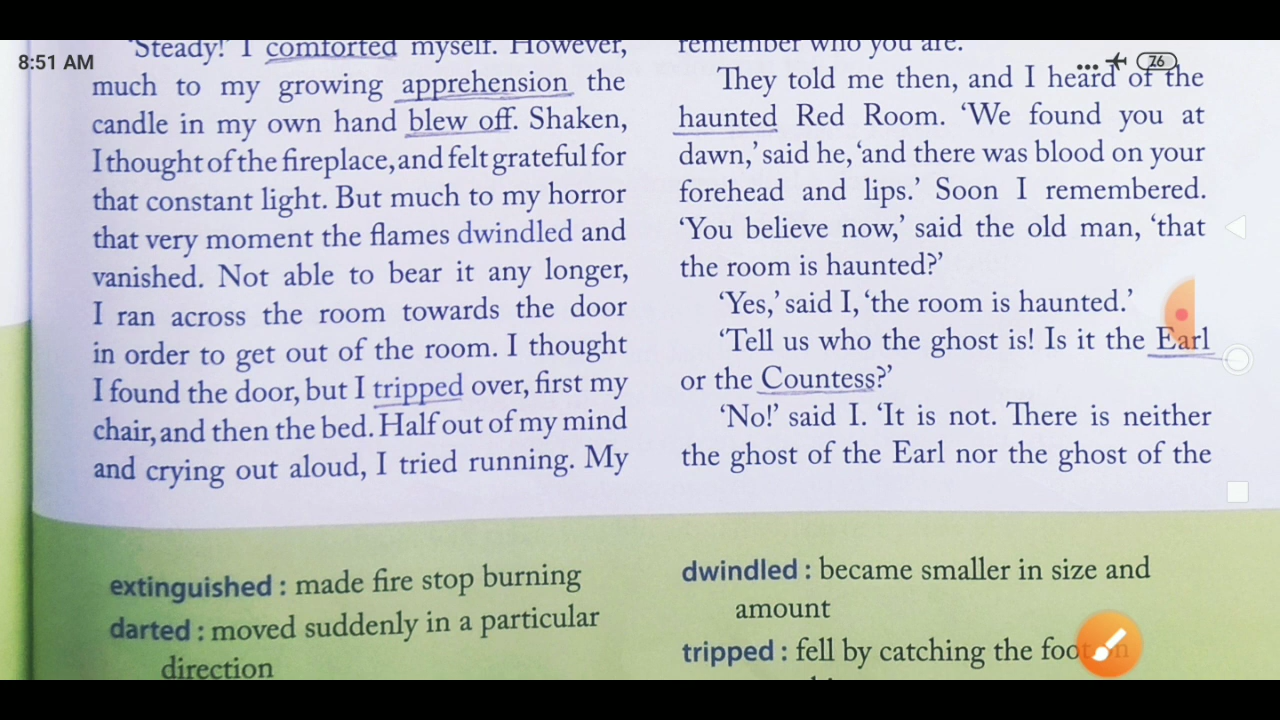 8:51 AM
76
'Steady!' I comforted myself. However,
much to my growing apprehension the
candle in my own hand blew off. Shaken,
I thought of the fireplace, and felt grateful for
that constant light. But much to my horror
that very moment the flames dwindled and
vanished. Not able to bear it any longer,
I ran across the room towards the door
in order to get out of the room. I thought
I found the door, but I tripped over, first my
chair, and then the bed. Half out of my mind
and crying out aloud, I tried running. My
remember who you are.
They told me then, and I heard of the
haunted Red Room. 'We found you at
dawn,' said he, 'and there was blood on your
forehead and lips.' Soon I remembered.
'You believe now,' said the old man, 'that
the room is haunted?'
'Yes,' said I, 'the room is haunted.'
'Tell us who the ghost is! Is it the Earl
or the Countess?'
'No!' said I. 'It is not. There is neither
the ghost of the Earl nor the ghost of the
extinguished : made fire stop burning
darted : moved suddenly in a particular
direction
dwindled : became smaller in size and
amount
tripped : fell by catching the foot